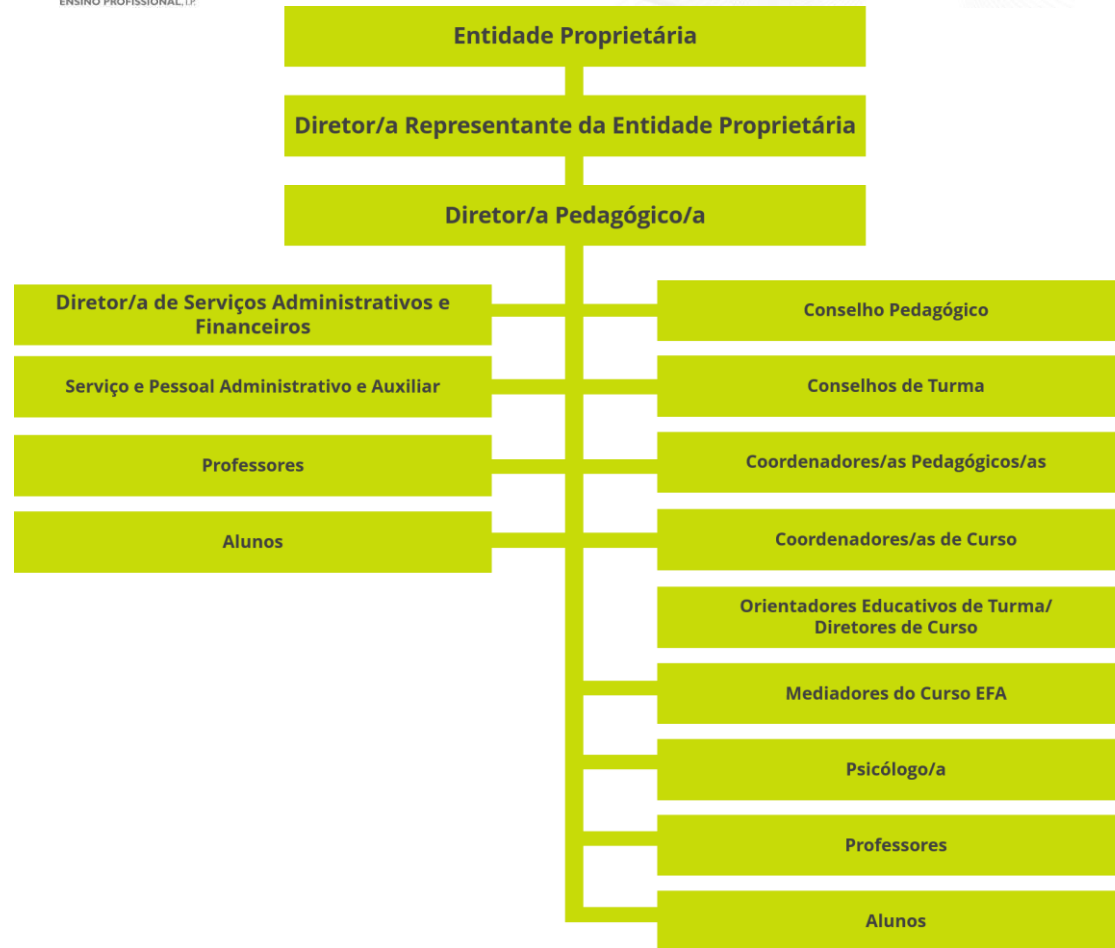 ENSINO PROFISSIONAL, I.P.
Entidade Proprietária
Diretor/a Representante da Entidade Proprietária
Diretor/a Pedagógico/a
Diretor/a de Serviços Administrativos e
Financeiros
Serviço e Pessoal Administrativo e Auxiliar
Professores
Alunos
Conselho Pedagógico
Conselhos de Turma
Coordenadores/as Pedagógicos/as
Coordenadores/as de Curso
Orientadores Educativos de Turma/
Diretores de Curso
Mediadores do Curso EFA
Psicólogo/a
Professores
Alunos